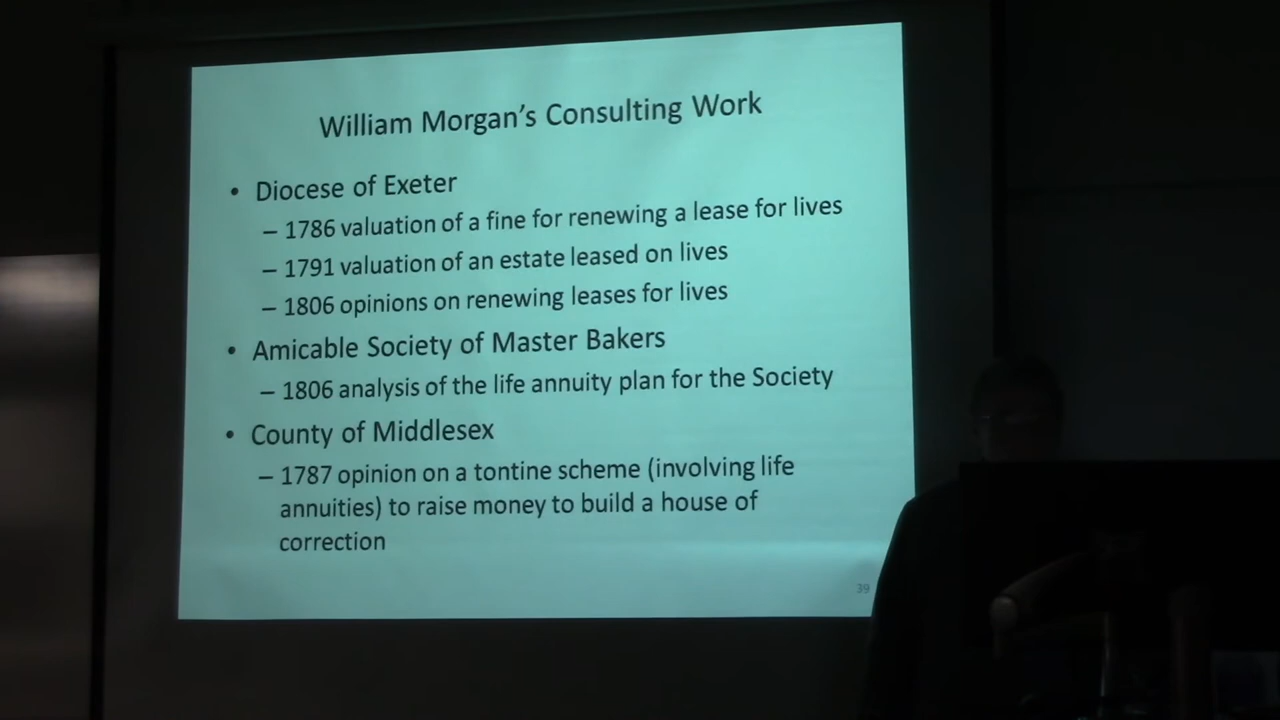 William Morgan's Consulting Work
• Diocese of Exeter
– 1786 valuation of a fine for renewing a lease for lives
– 1791 valuation of an estate leased on lives
– 1806 opinions on renewing leases for lives
• Amicable Society of Master Bakers
– 1806 analysis of the life annuity plan for the Society
• County of Middlesex
– 1787 opinion on a tontine scheme (involving life
annuities) to raise money to build a house of
correction
39